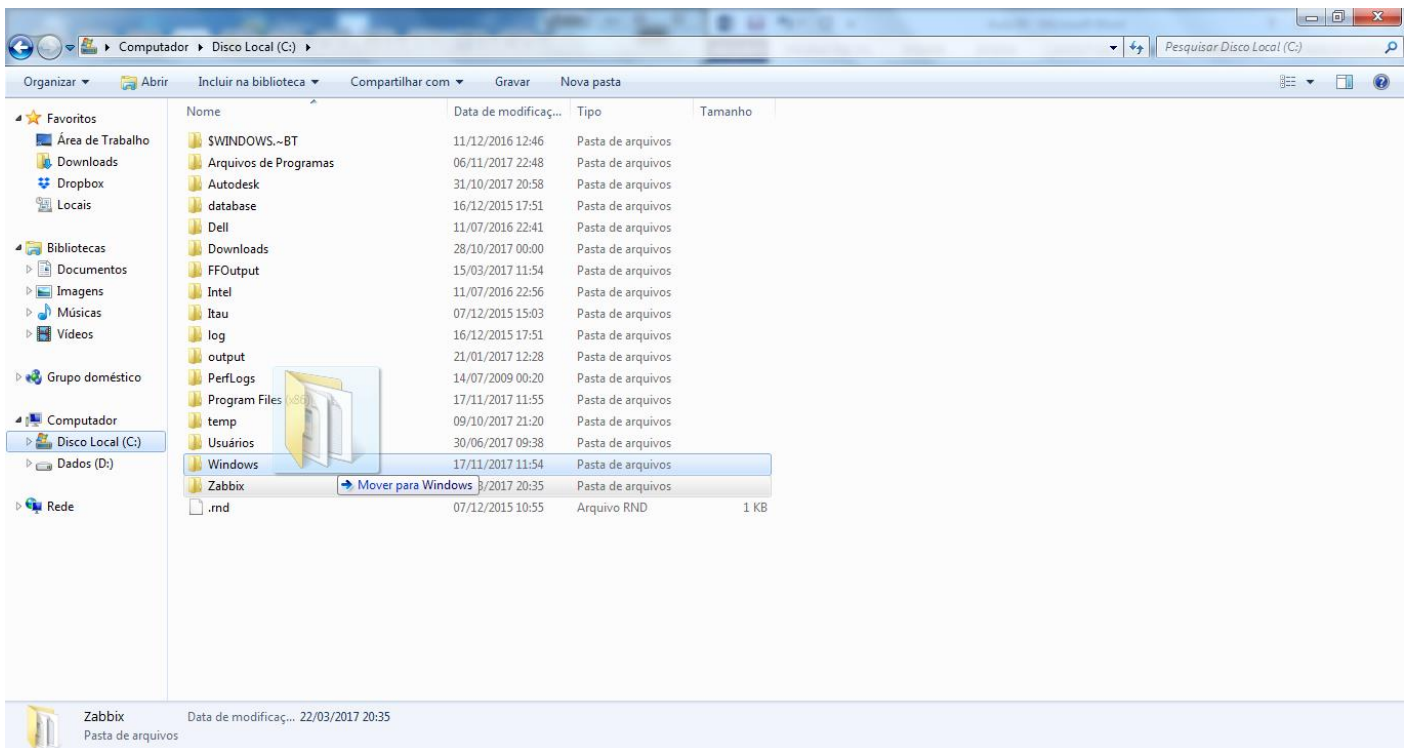 Computador ▸ Disco Local (C:) ▸
Pesquisar Disco Local (C:)
Organizar Abrir Incluir na biblioteca Compartilhar com Gravar Nova pasta
Favoritos
Área de Trabalho
Downloads
Dropbox
Locais
Bibliotecas
Documentos
Imagens
Músicas
Vídeos
Grupo doméstico
Computador
Disco Local (C:)
Dados (D:)
Rede
Nome Data de modificaç... Tipo Tamanho
$WINDOWS.~BT 11/12/2016 12:46 Pasta de arquivos
Arquivos de Programas 06/11/2017 22:48 Pasta de arquivos
Autodesk 31/10/2017 20:58 Pasta de arquivos
database 16/12/2015 17:51 Pasta de arquivos
Dell 11/07/2016 22:41 Pasta de arquivos
Downloads 28/10/2017 00:00 Pasta de arquivos
FFOutput 15/03/2017 11:54 Pasta de arquivos
Intel 11/07/2016 22:56 Pasta de arquivos
Itau 07/12/2015 15:03 Pasta de arquivos
log 16/12/2015 17:51 Pasta de arquivos
output 21/01/2017 12:28 Pasta de arquivos
PerfLogs 14/07/2009 00:20 Pasta de arquivos
Program Files (x86) 17/11/2017 11:55 Pasta de arquivos
temp 09/10/2017 21:20 Pasta de arquivos
Usuários 30/06/2017 09:38 Pasta de arquivos
Windows 17/11/2017 11:54 Pasta de arquivos
Zabbix Mover para Windows 3/2017 20:35 Pasta de arquivos
.rnd 07/12/2015 10:55 Arquivo RND 1 KB
Zabbix Data de modificaç... 22/03/2017 20:35
Pasta de arquivos